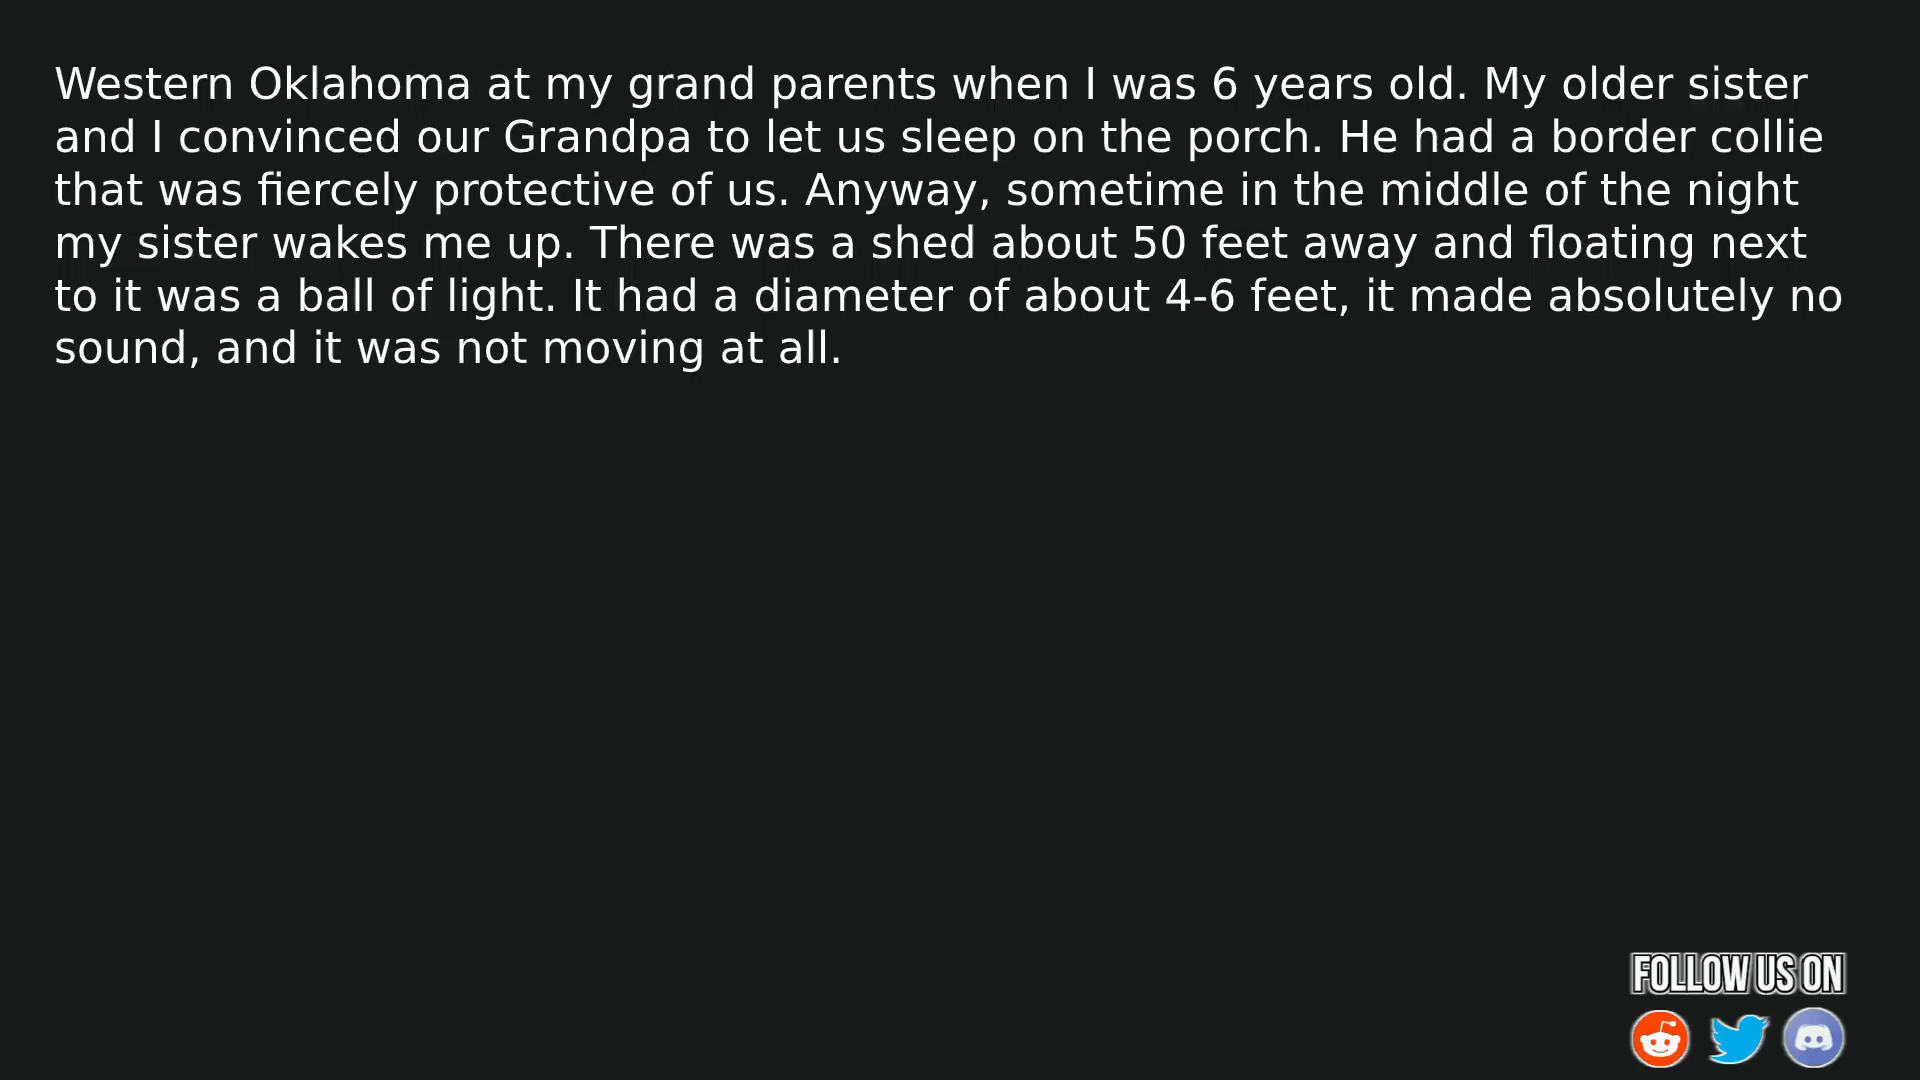 Western Oklahoma at my grand parents when I was 6 years old. My older sister
and I convinced our Grandpa to let us sleep on the porch. He had a border collie
that was fiercely protective of us. Anyway, sometime in the middle of the night
my sister wakes me up. There was a shed about 50 feet away and floating next
to it was a ball of light. It had a diameter of about 4-6 feet, it made absolutely no
sound, and it was not moving at all.
FOLLOW US ON